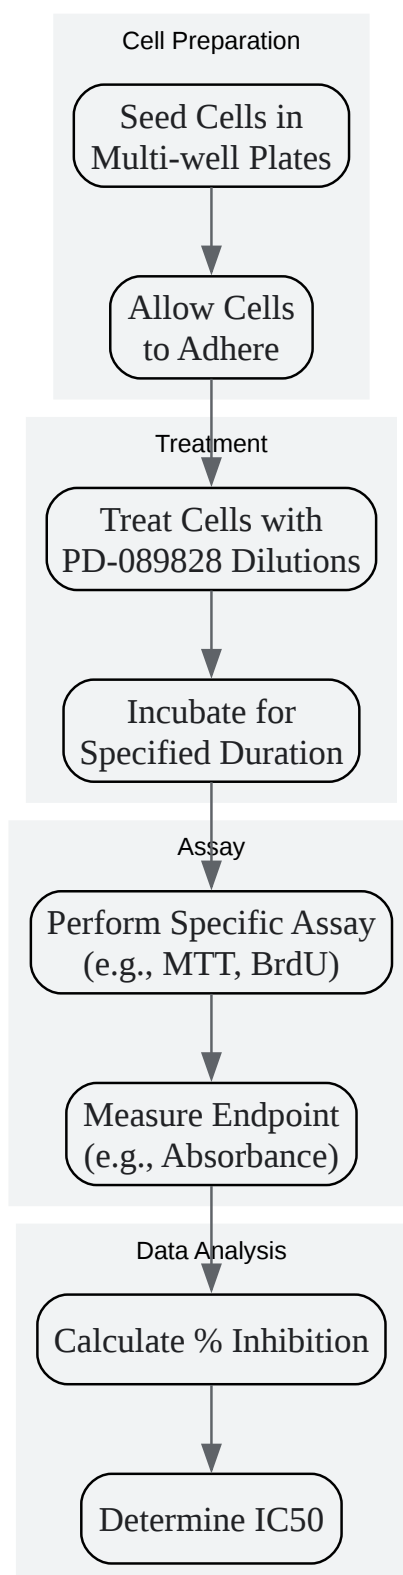 Cell Preparation
Seed Cells in
Multi-well Plates
Allow Cells
to Adhere
Treatment
Treat Cells with
PD-089828 Dilutions
Incubate for
Specified Duration
Assay
Perform Specific Assay
(e.g., MTT, BrdU)
Measure Endpoint
(e.g., Absorbance)
Data Analysis
Calculate % Inhibition
Determine IC50